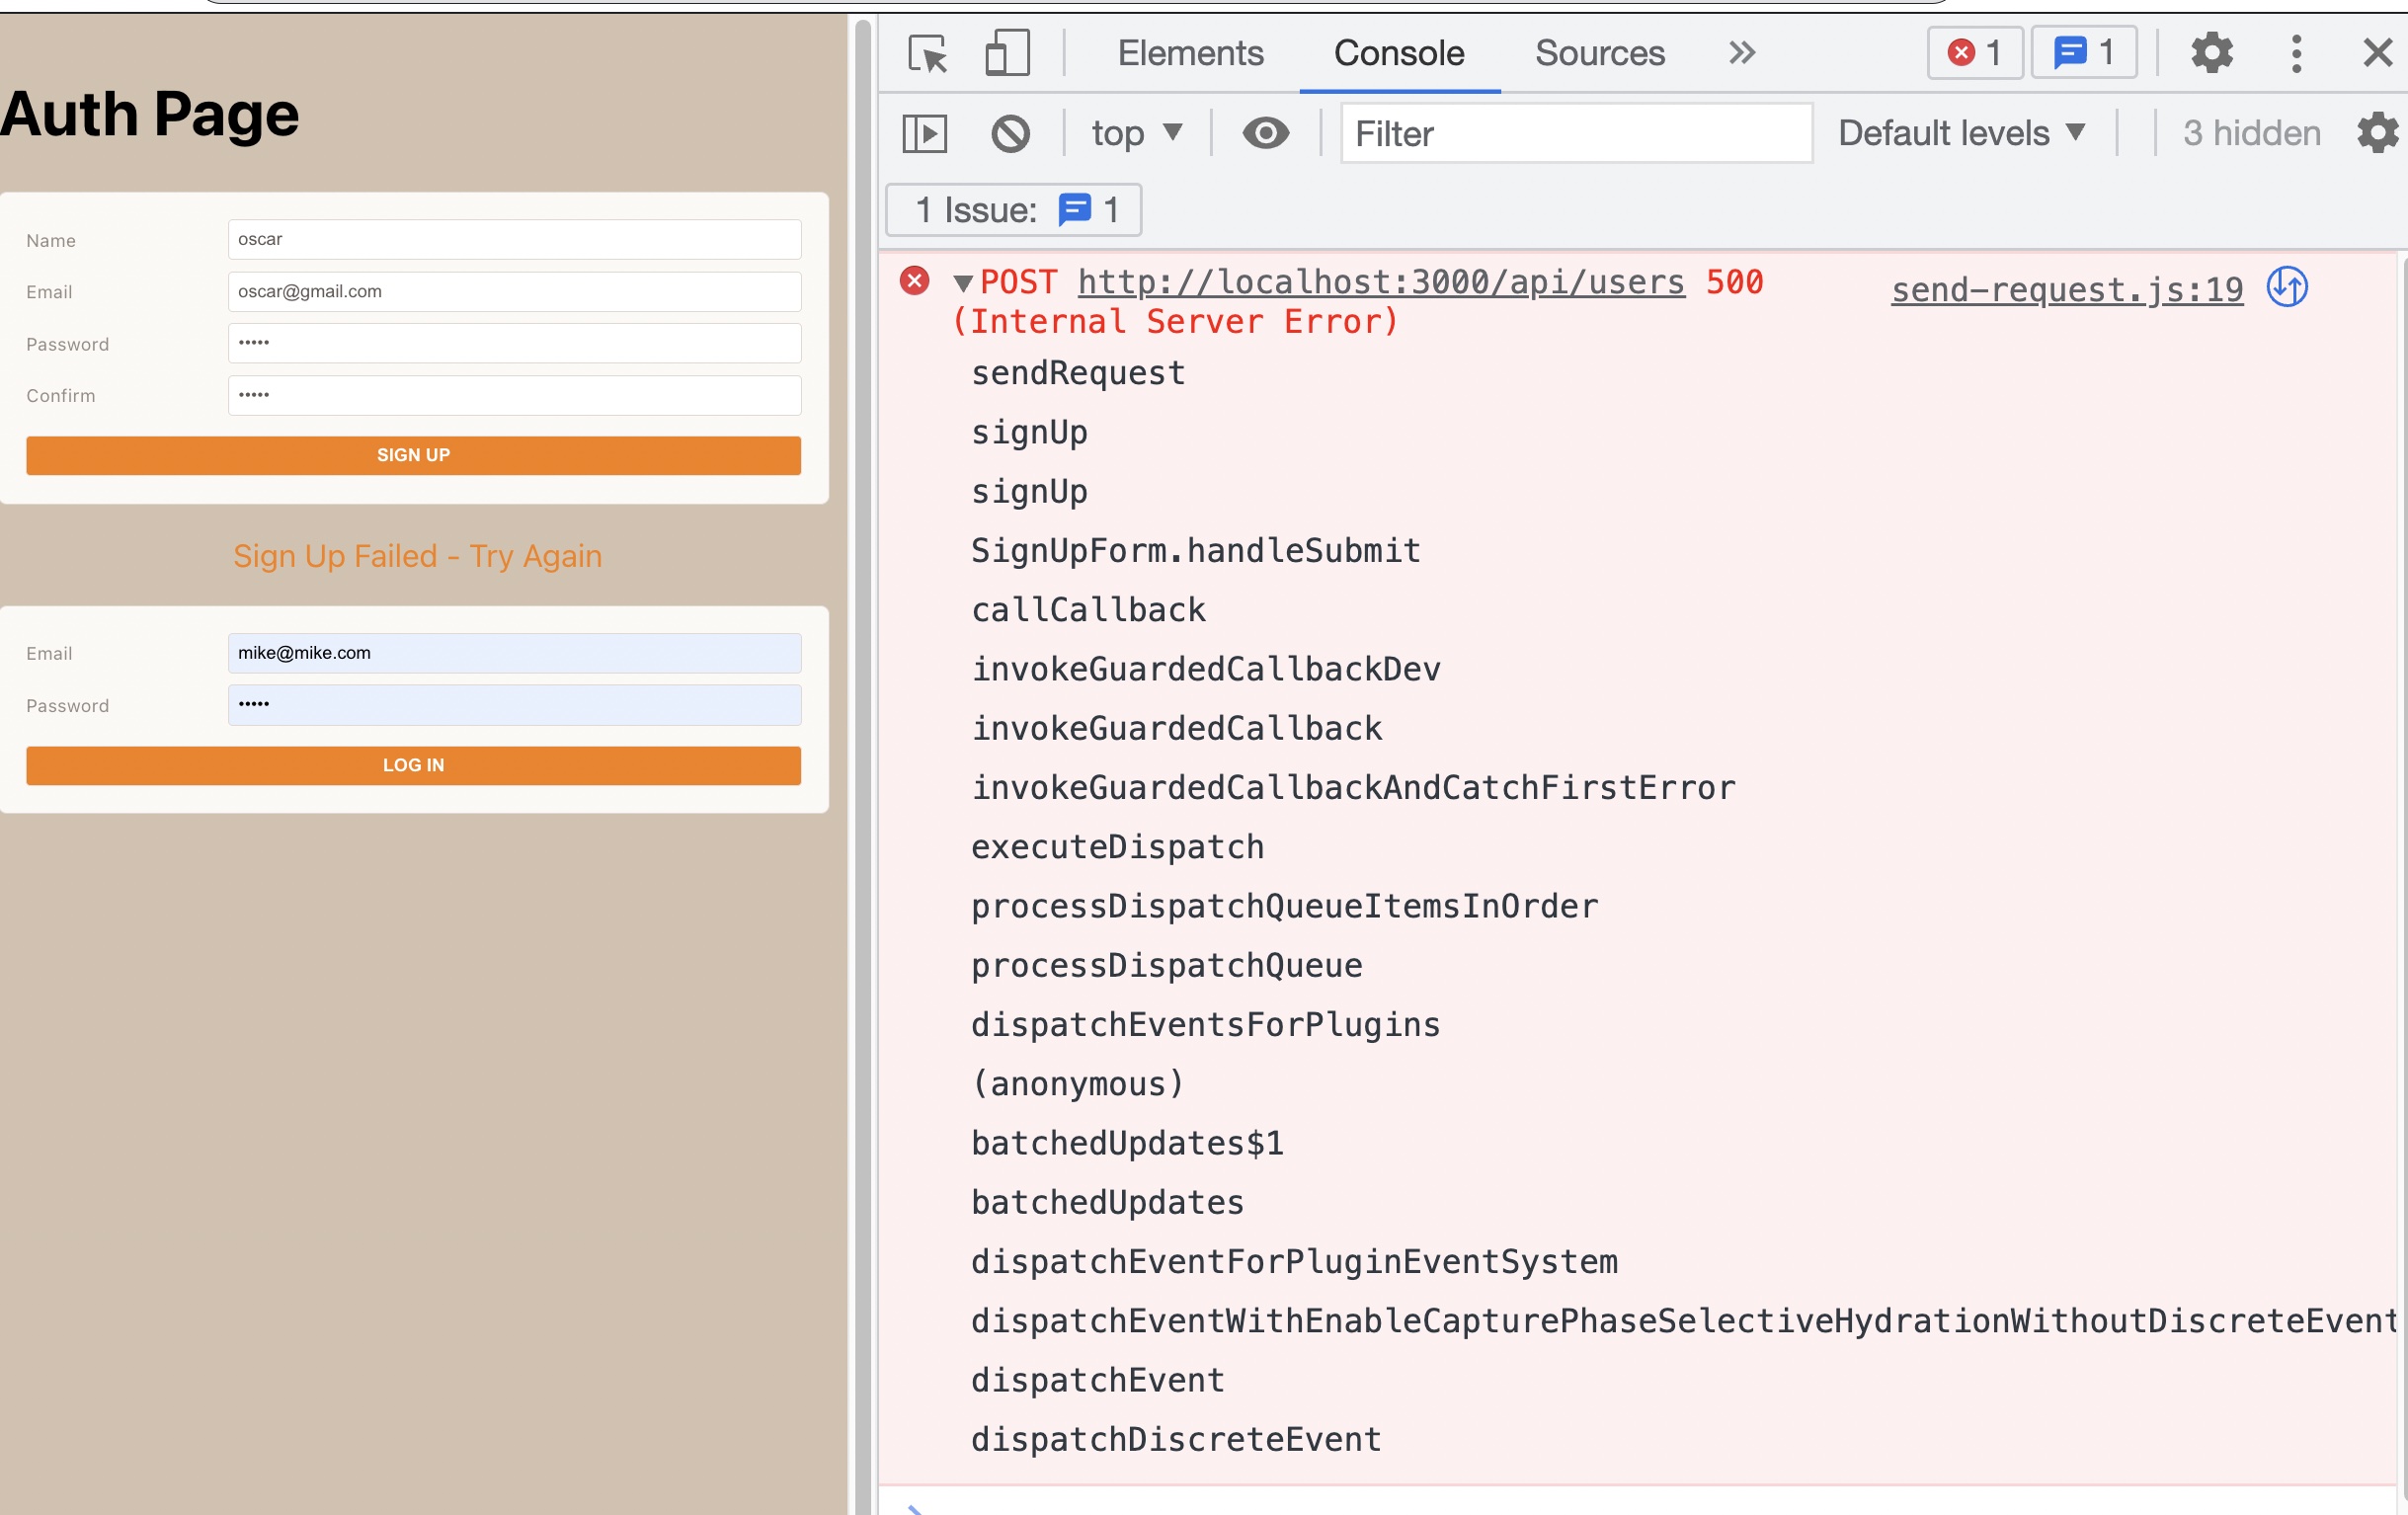 Auth Page
Name
oscar
Email
oscar@gmail.com
Password
•••••
Confirm
•••••
SIGN UP
Sign Up Failed - Try Again
Email
mike@mike.com
Password
•••••
LOG IN
Elements Console Sources 1 1
top Filter Default levels 3 hidden
1 Issue: 1
POST http://localhost:3000/api/users 500 send-request.js:19
(Internal Server Error)
sendRequest
signUp
signUp
SignUpForm.handleSubmit
callCallback
invokeGuardedCallbackDev
invokeGuardedCallback
invokeGuardedCallbackAndCatchFirstError
executeDispatch
processDispatchQueueItemsInOrder
processDispatchQueue
dispatchEventsForPlugins
(anonymous)
batchedUpdates$1
batchedUpdates
dispatchEventForPluginEventSystem
dispatchEventWithEnableCapturePhaseSelectiveHydrationWithoutDiscreteEvent
dispatchEvent
dispatchDiscreteEvent